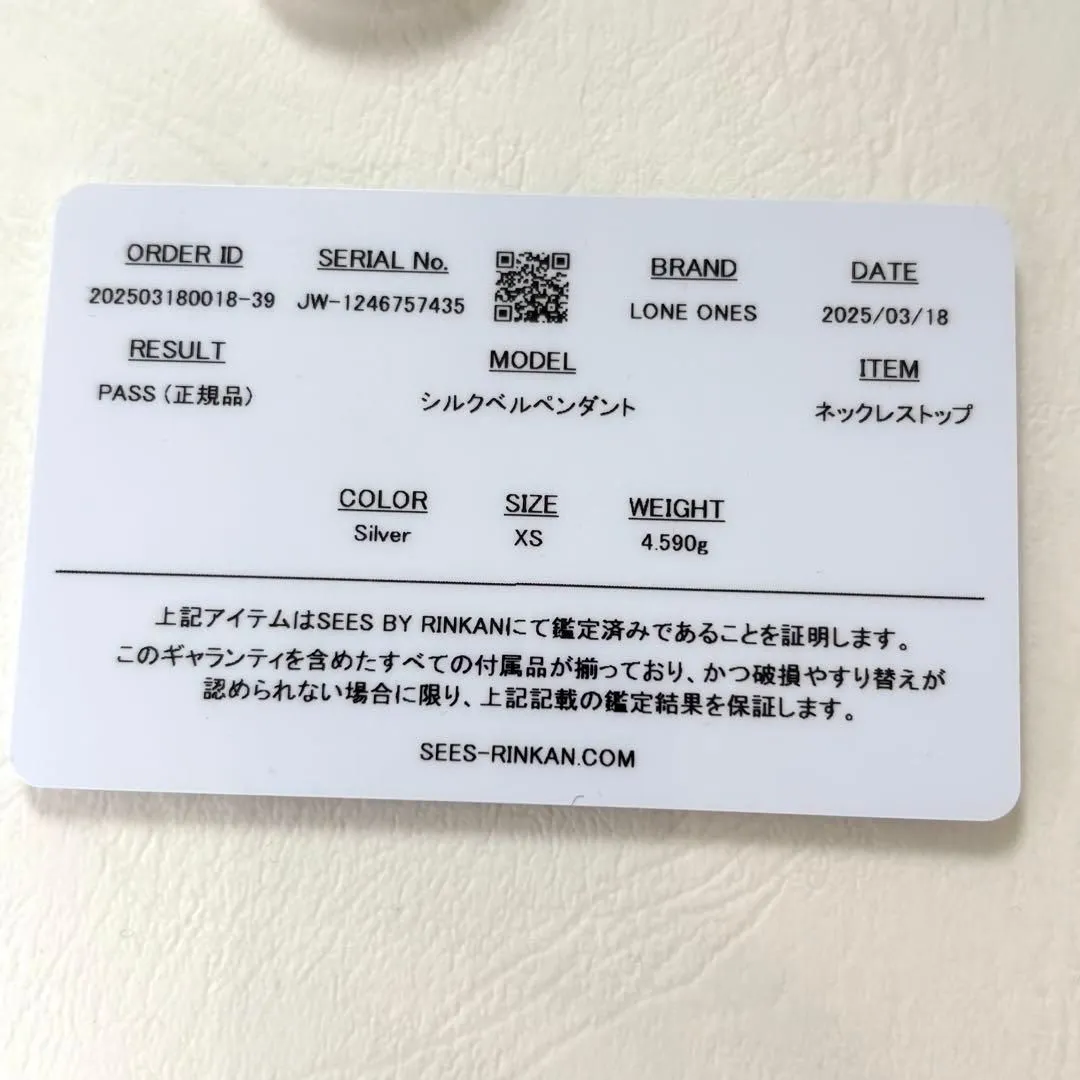 ORDER ID SERIAL No. BRAND DATE
202503180018-39 JW-1246757435 LONE ONES 2025/03/18
RESULT MODEL ITEM
PASS（正規品） シルクベルペンダント ネックレストップ
COLOR SIZE WEIGHT
Silver XS 4.590g
上記アイテムはSEES BY RINKANにて鑑定済みであることを証明します。
このギャランティを含めたすべての付属品が揃っており、かつ破損やすり替えが
認められない場合に限り、上記記載の鑑定結果を保証します。
SEES-RINKAN.COM